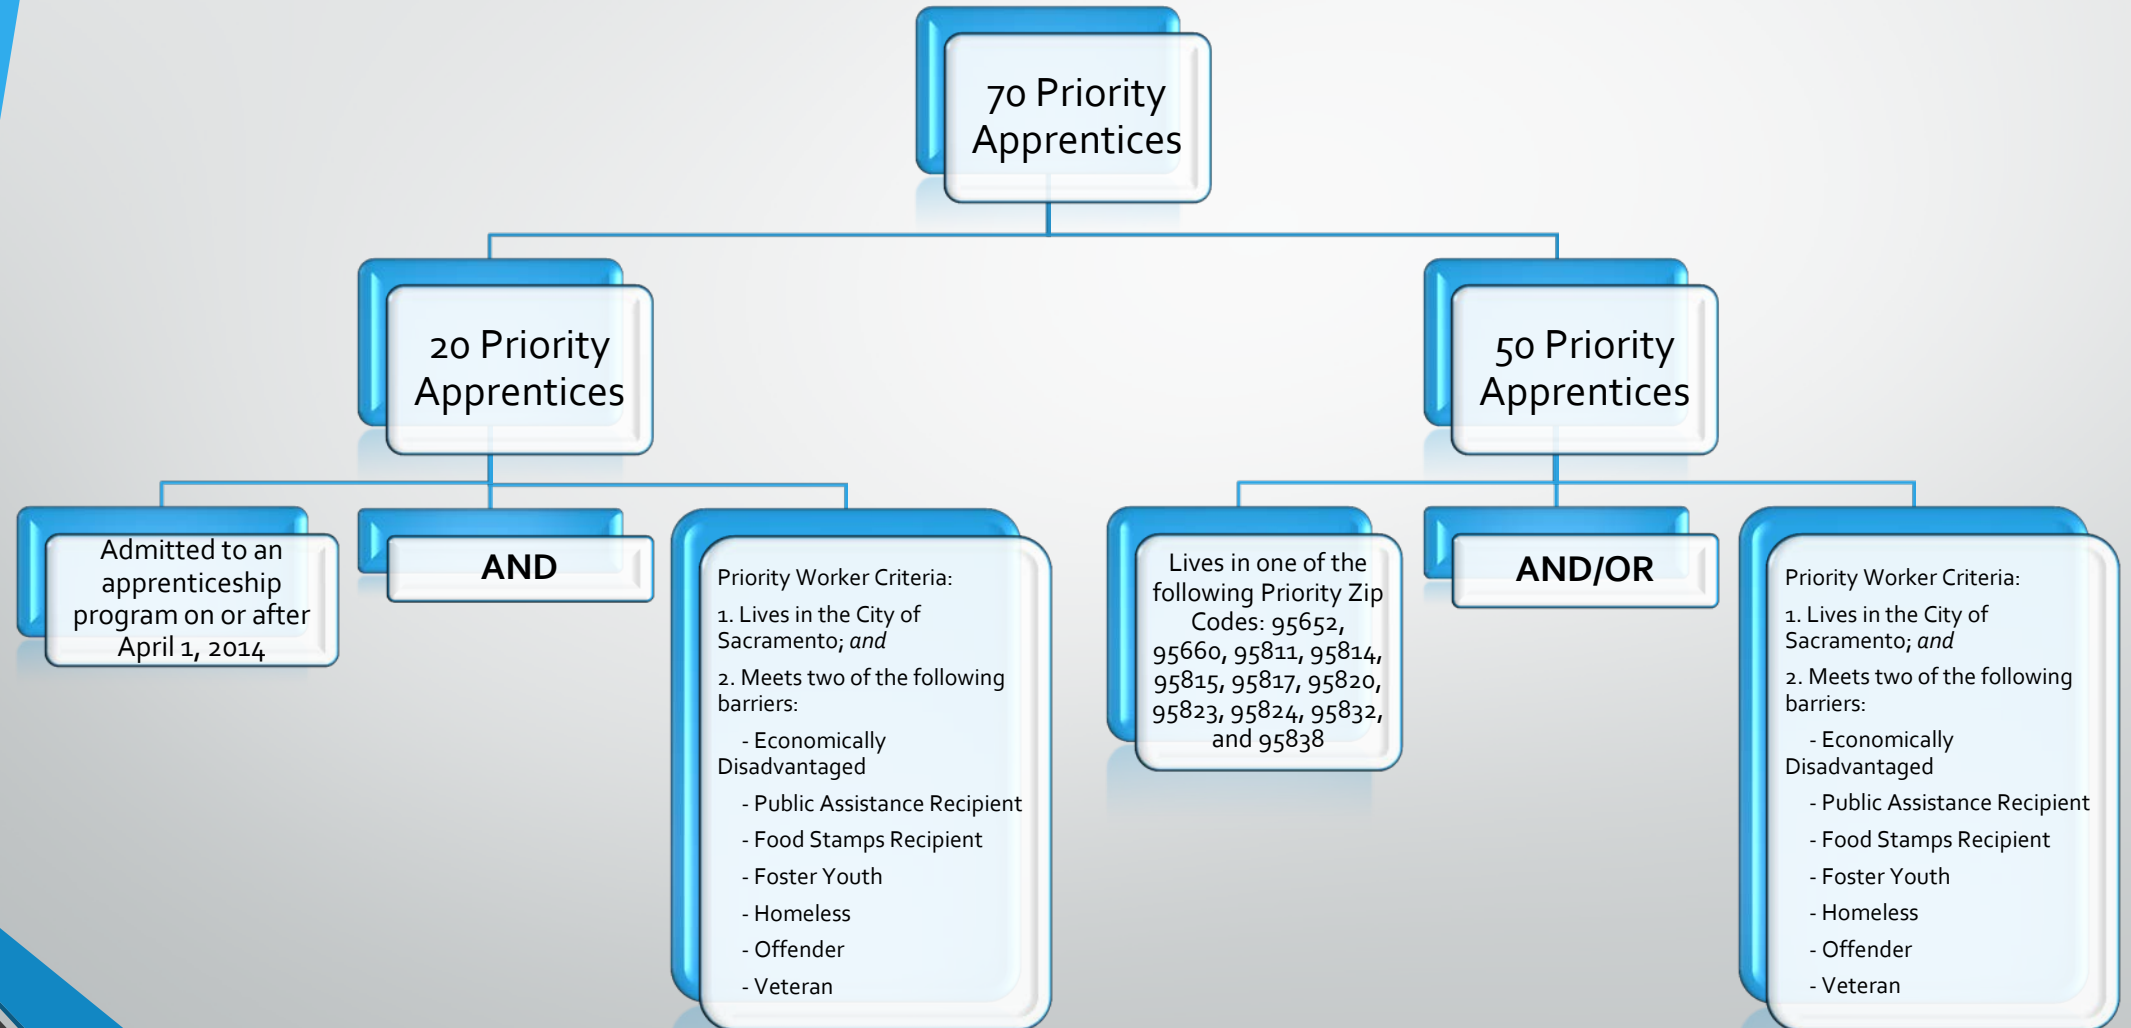 70 Priority
Apprentices
20 Priority
Apprentices
50 Priority
Apprentices
Admitted to an
apprenticeship
program on or after
April 1, 2014
AND
Priority Worker Criteria:
1. Lives in the City of
Sacramento; and
2. Meets two of the following
barriers:
- Economically
Disadvantaged
- Public Assistance Recipient
- Food Stamps Recipient
- Foster Youth
- Homeless
- Offender
- Veteran
Lives in one of the
following Priority Zip
Codes: 95652,
95660, 95811, 95814,
95815, 95817, 95820,
95823, 95824, 95832,
and 95838
AND/OR
Priority Worker Criteria:
1. Lives in the City of
Sacramento; and
2. Meets two of the following
barriers:
- Economically
Disadvantaged
- Public Assistance Recipient
- Food Stamps Recipient
- Foster Youth
- Homeless
- Offender
- Veteran